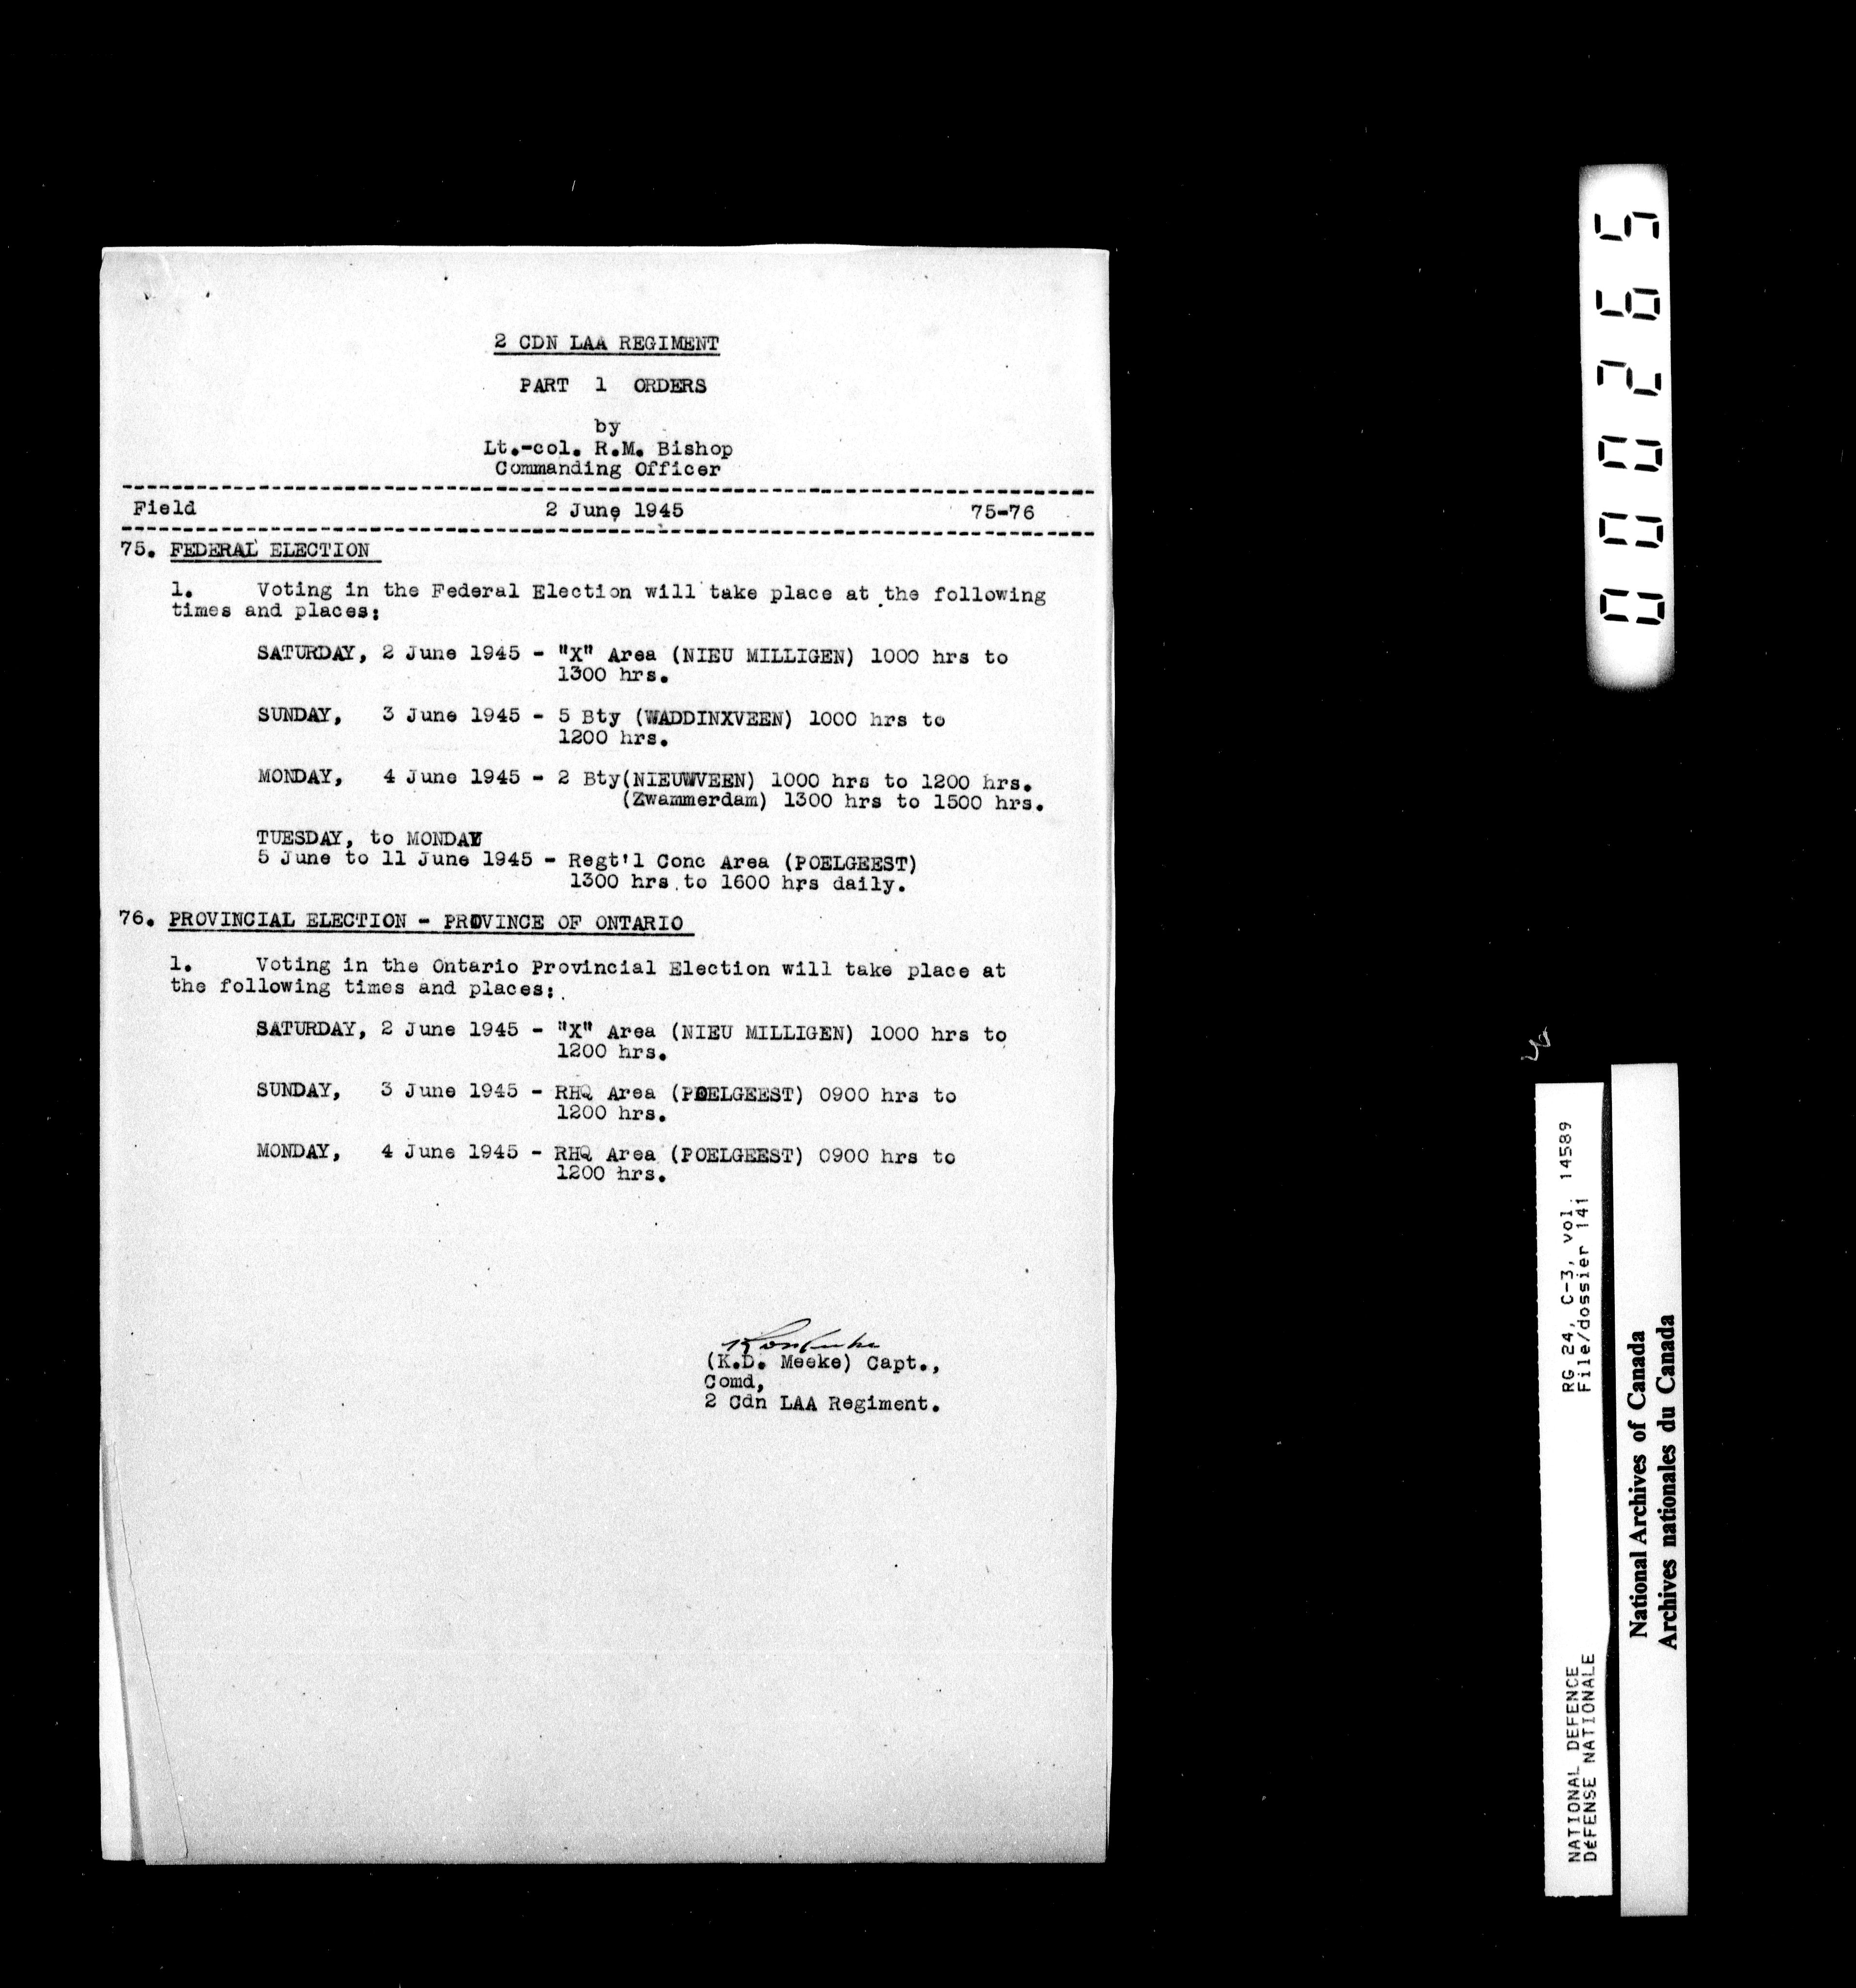 2 CDN LAA REGIMENT
PART 1 ORDERS
by
Lt.-col. R.M. Bishop
Commanding Officer
Field 2 June 1945 75-76
75. FEDERAL ELECTION
1. Voting in the Federal Election will take place at the following
times and places:
SATURDAY, 2 June 1945 - "X" Area (NIEU MILLIGEN) 1000 hrs to
1300 hrs.
SUNDAY, 3 June 1945 - 5 Bty (WADDINXVEEN) 1000 hrs to
1200 hrs.
MONDAY, 4 June 1945 - 2 Bty(NIEUWVEEN) 1000 hrs to 1200 hrs.
(Zwammerdam) 1300 hrs to 1500 hrs.
TUESDAY, to MONDAY
5 June to 11 June 1945 - Regt'l Conc Area (POELGEEST)
1300 hrs to 1600 hrs daily.
76. PROVINCIAL ELECTION - PROVINCE OF ONTARIO
1. Voting in the Ontario Provincial Election will take place at
the following times and places:
SATURDAY, 2 June 1945 - "X" Area (NIEU MILLIGEN) 1000 hrs to
1200 hrs.
SUNDAY, 3 June 1945 - RHQ Area (POELGEEST) 0900 hrs to
1200 hrs.
MONDAY, 4 June 1945 - RHQ Area (POELGEEST) 0900 hrs to
1200 hrs.
(K.D. Meeke) Capt.,
Comd,
2 Cdn LAA Regiment.
000265
NATIONAL DEFENCE RG 24, C-3, vol. 14589
DÉFENSE NATIONALE File/dossier 141
National Archives of Canada
Archives nationales du Canada